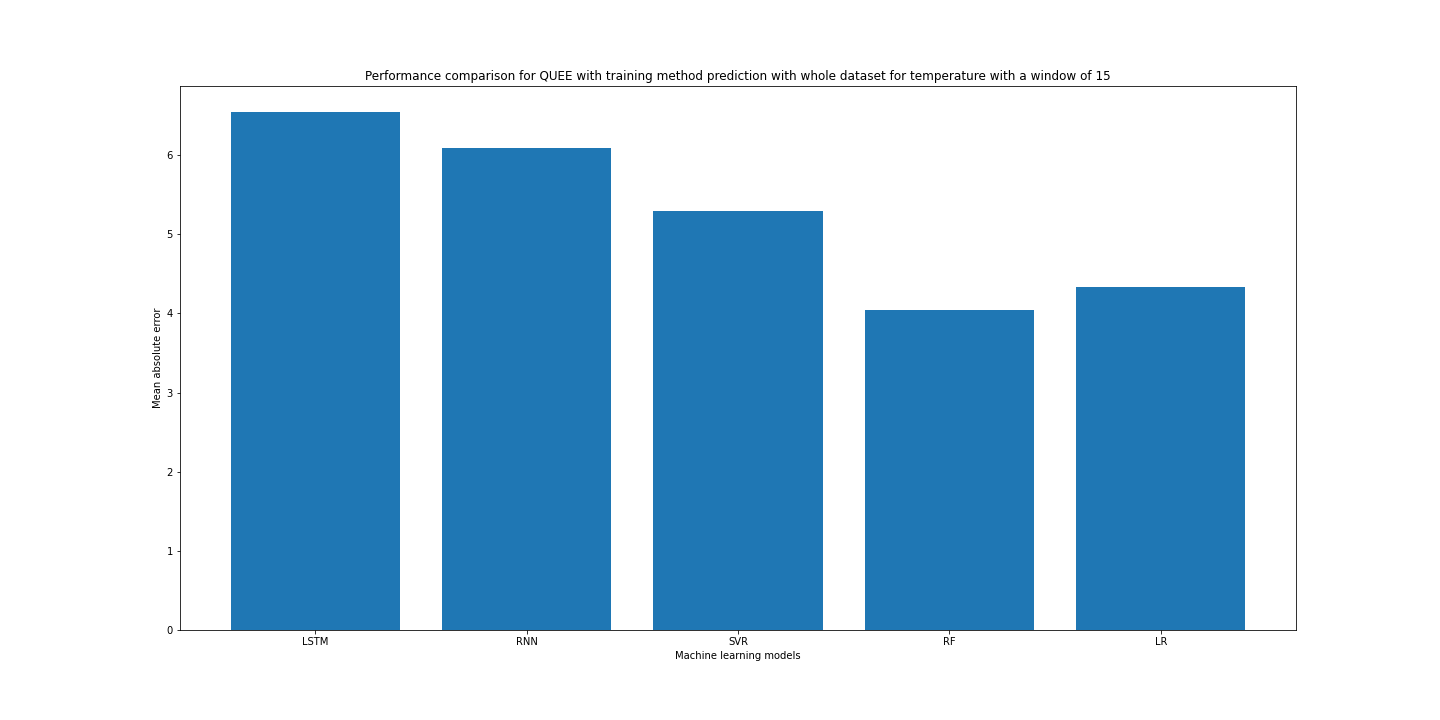 Performance comparison for QUEE with training method prediction with whole dataset for temperature with a window of 15
Mean absolute error
6
5
4
3
2
1
0
LSTM RNN SVR RF LR
Machine learning models